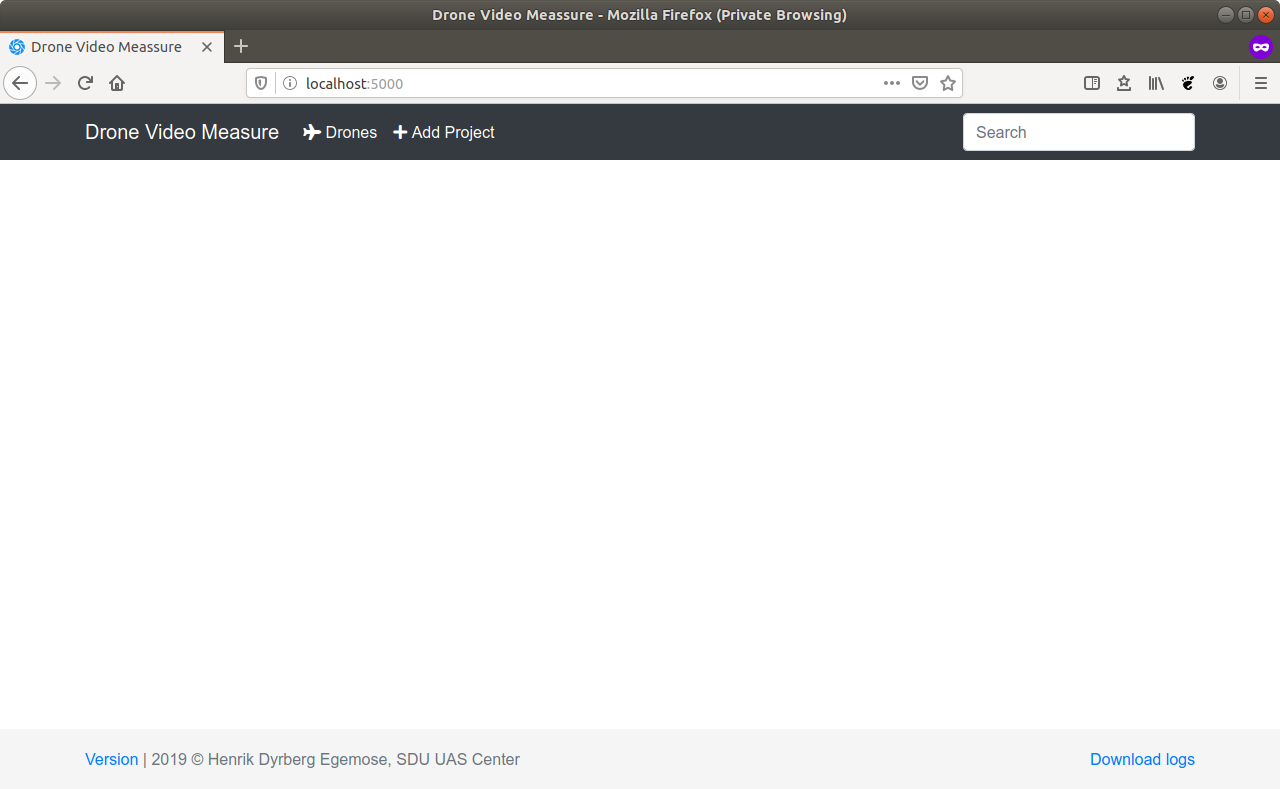 Drone Video Meassure - Mozilla Firefox (Private Browsing)
Drone Video Meassure
localhost:5000
Drone Video Measure Drones Add Project Search
Version | 2019 © Henrik Dyrberg Egemose, SDU UAS Center Download logs